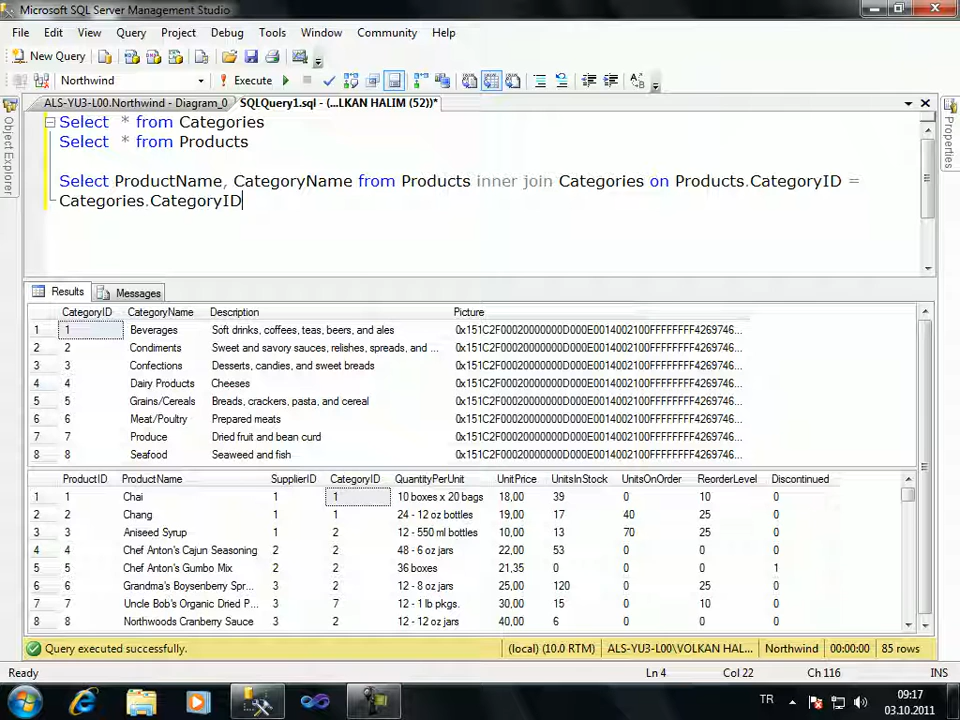 Microsoft SQL Server Management Studio
File Edit View Query Project Debug Tools Window Community Help
New Query
Northwind Execute
ALS-YU3-L00.Northwind - Diagram_0 SQLQuery1.sql - (...LKAN HALIM (52))*
Object Explorer
Properties
Select * from Categories
Select * from Products
Select ProductName, CategoryName from Products inner join Categories on Products.CategoryID =
Categories.CategoryID
Results Messages
CategoryID CategoryName Description Picture
1 1 Beverages Soft drinks, coffees, teas, beers, and ales 0x151C2F00020000000D000E0014002100FFFFFFFF4269746...
2 2 Condiments Sweet and savory sauces, relishes, spreads, and ... 0x151C2F00020000000D000E0014002100FFFFFFFF4269746...
3 3 Confections Desserts, candies, and sweet breads 0x151C2F00020000000D000E0014002100FFFFFFFF4269746...
4 4 Dairy Products Cheeses 0x151C2F00020000000D000E0014002100FFFFFFFF4269746...
5 5 Grains/Cereals Breads, crackers, pasta, and cereal 0x151C2F00020000000D000E0014002100FFFFFFFF4269746...
6 6 Meat/Poultry Prepared meats 0x151C2F00020000000D000E0014002100FFFFFFFF4269746...
7 7 Produce Dried fruit and bean curd 0x151C2F00020000000D000E0014002100FFFFFFFF4269746...
8 8 Seafood Seaweed and fish 0x151C2F00020000000D000E0014002100FFFFFFFF4269746...
ProductID ProductName SupplierID CategoryID QuantityPerUnit UnitPrice UnitsInStock UnitsOnOrder ReorderLevel Discontinued
1 1 Chai 1 1 10 boxes x 20 bags 18,00 39 0 10 0
2 2 Chang 1 1 24 - 12 oz bottles 19,00 17 40 25 0
3 3 Aniseed Syrup 1 2 12 - 550 ml bottles 10,00 13 70 25 0
4 4 Chef Anton's Cajun Seasoning 2 2 48 - 6 oz jars 22,00 53 0 0 0
5 5 Chef Anton's Gumbo Mix 2 2 36 boxes 21,35 0 0 0 1
6 6 Grandma's Boysenberry Spr... 3 2 12 - 8 oz jars 25,00 120 0 25 0
7 7 Uncle Bob's Organic Dried P... 3 7 12 - 1 lb pkgs. 30,00 15 0 10 0
8 8 Northwoods Cranberry Sauce 3 2 12 - 12 oz jars 40,00 6 0 0 0
Query executed successfully. (local) (10.0 RTM) ALS-YU3-L00\VOLKAN HAL... Northwind 00:00:00 85 rows
Ready Ln 4 Col 22 Ch 116 INS
TR 09:17
03.10.2011